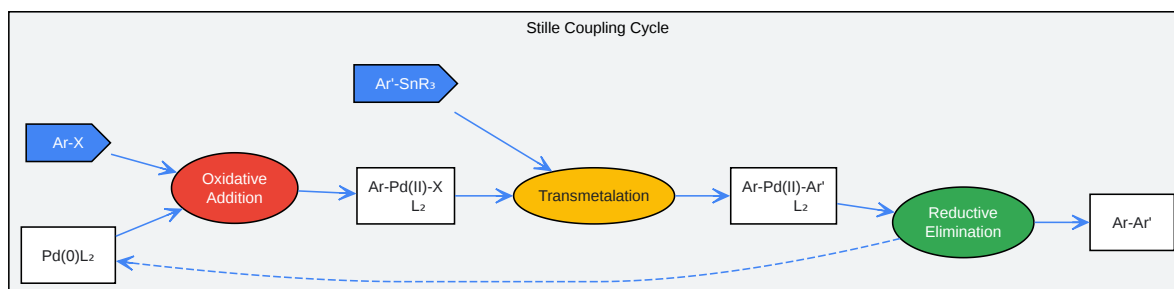 Stille Coupling Cycle
Ar'-SnR₃
Ar-X
Oxidative
Addition
Ar-Pd(II)-X
L₂
Transmetalation
Ar-Pd(II)-Ar'
L₂
Reductive
Elimination
Ar-Ar'
Pd(0)L₂